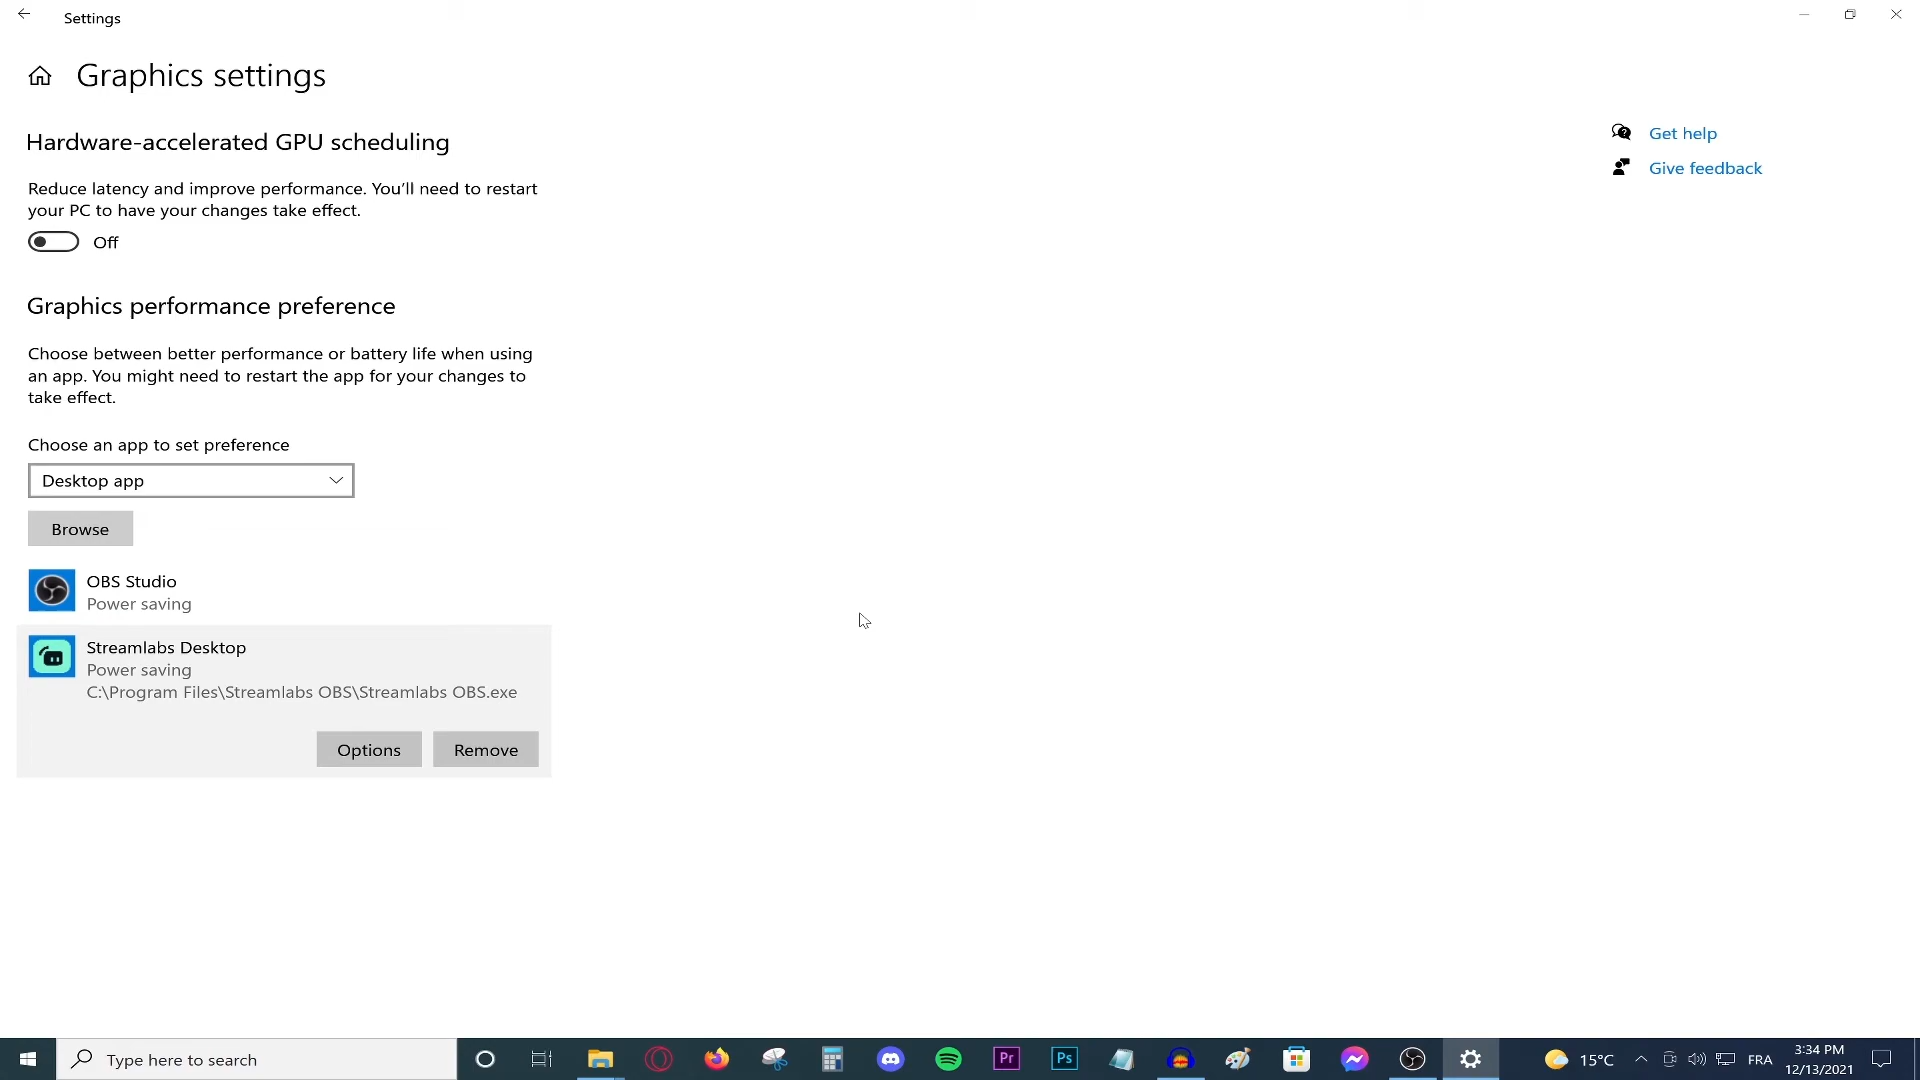 Settings
Graphics settings
Hardware-accelerated GPU scheduling
Reduce latency and improve performance. You’ll need to restart
your PC to have your changes take effect.
Off
Graphics performance preference
Choose between better performance or battery life when using
an app. You might need to restart the app for your changes to
take effect.
Choose an app to set preference
Desktop app
Browse
OBS Studio
Power saving
Streamlabs Desktop
Power saving
C:\Program Files\Streamlabs OBS\Streamlabs OBS.exe
Options Remove
Get help
Give feedback
Type here to search
Pr
Ps
15°C
FRA
3:34 PM
12/13/2021